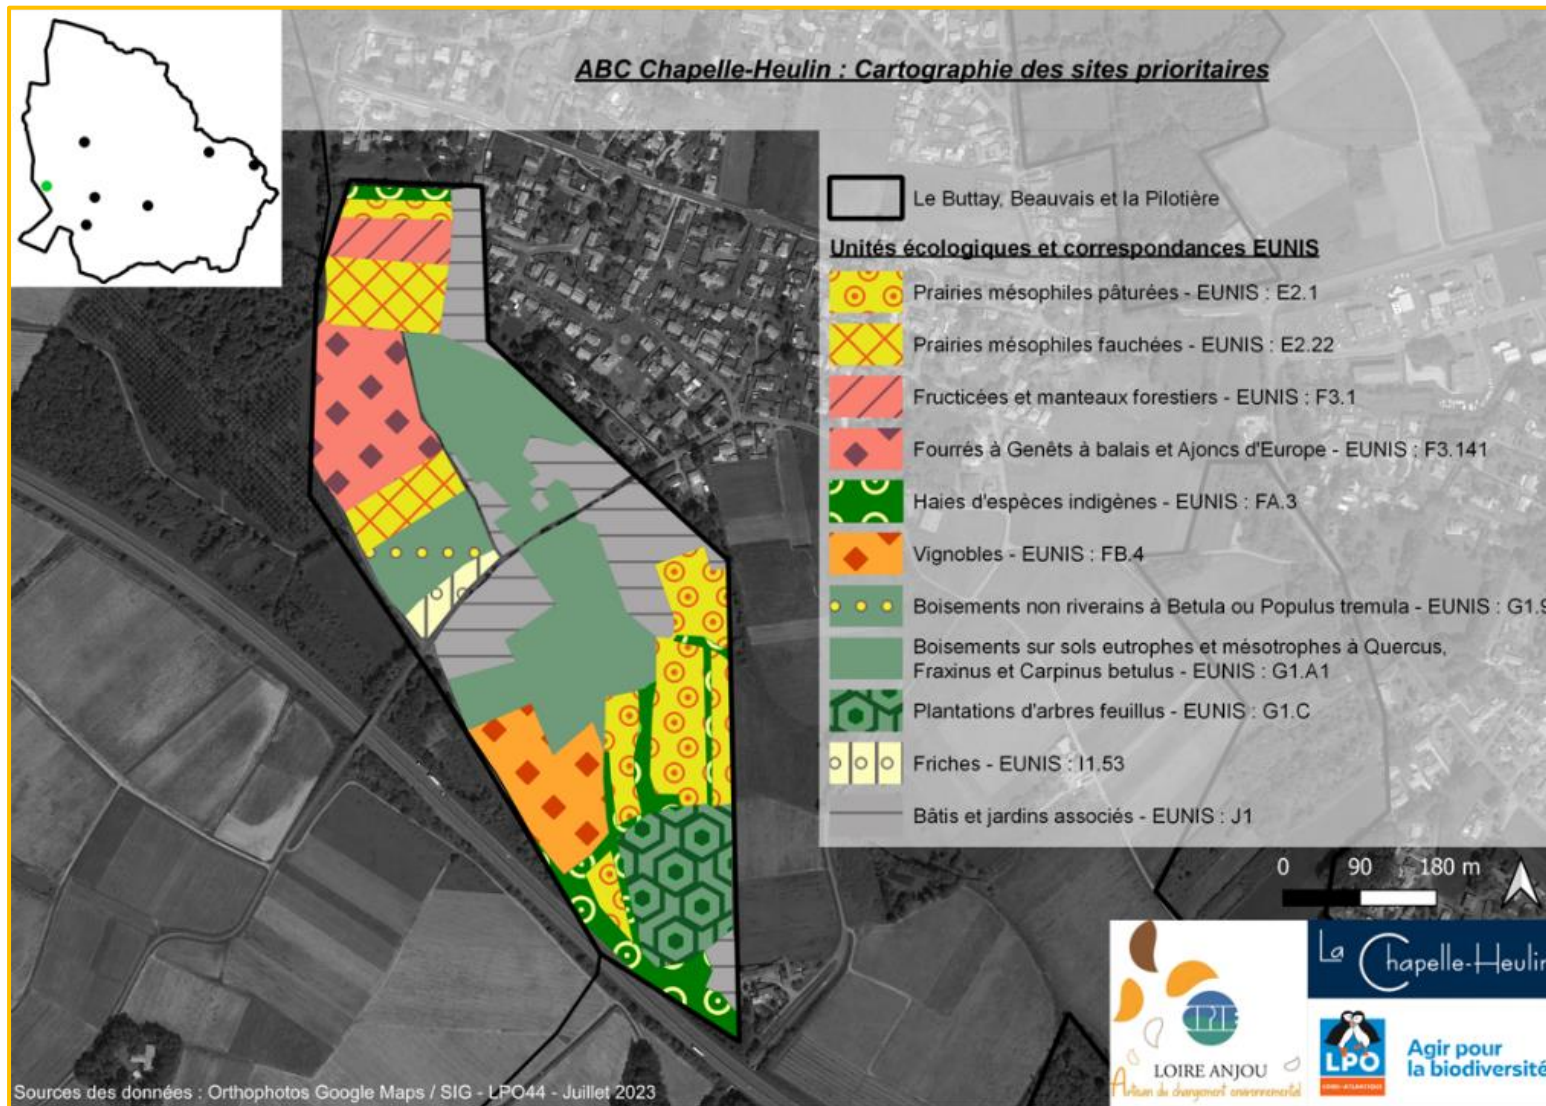 ABC Chapelle-Heulin : Cartographie des sites prioritaires
Le Buttay, Beauvais et la Pilotière
Unités écologiques et correspondances EUNIS
Prairies mésophiles pâturées - EUNIS : E2.1
Prairies mésophiles fauchées - EUNIS : E2.22
Fructicées et manteaux forestiers - EUNIS : F3.1
Fourrés à Genêts à balais et Ajoncs d'Europe - EUNIS : F3.141
Haies d'espèces indigènes - EUNIS : FA.3
Vignobles - EUNIS : FB.4
Boisements non riverains à Betula ou Populus tremula - EUNIS : G1.9
Boisements sur sols eutrophes et mésotrophes à Quercus,
Fraxinus et Carpinus betulus - EUNIS : G1.A1
Plantations d'arbres feuillus - EUNIS : G1.C
Friches - EUNIS : I1.53
Bâtis et jardins associés - EUNIS : J1
0 90 180 m
CPIE
LOIRE ANJOU
Artisan du changement environnemental
La Chapelle-Heulin
LPO
LOIRE-ATLANTIQUE
Agir pour
la biodiversité
Sources des données : Orthophotos Google Maps / SIG - LPO44 - Juillet 2023